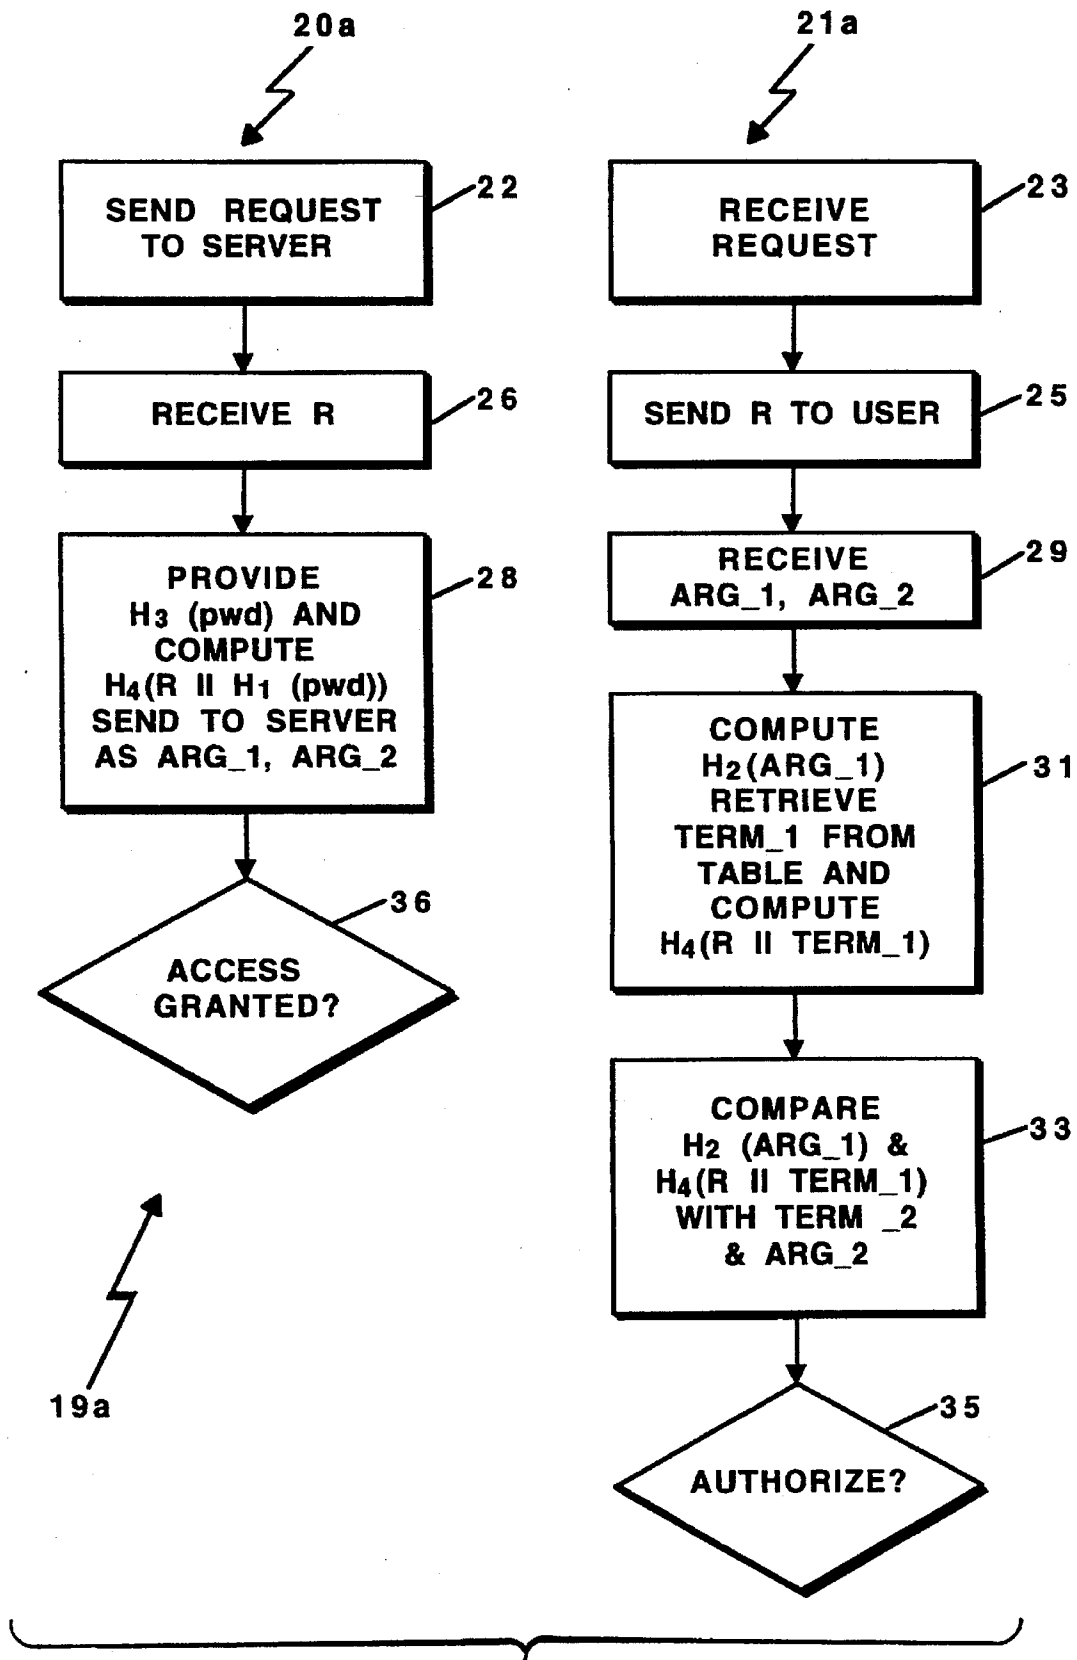 20a
SEND REQUEST
TO SERVER
22
RECEIVE R
26
PROVIDE
H3 (pwd) AND
COMPUTE
H4(R II H1 (pwd))
SEND TO SERVER
AS ARG_1, ARG_2
28
ACCESS
GRANTED?
36
19a
21a
RECEIVE
REQUEST
23
SEND R TO USER
25
RECEIVE
ARG_1, ARG_2
29
COMPUTE
H2(ARG_1)
RETRIEVE
TERM_1 FROM
TABLE AND
COMPUTE
H4(R II TERM_1)
31
COMPARE
H2 (ARG_1) &
H4(R II TERM_1)
WITH TERM _2
& ARG_2
33
AUTHORIZE?
35